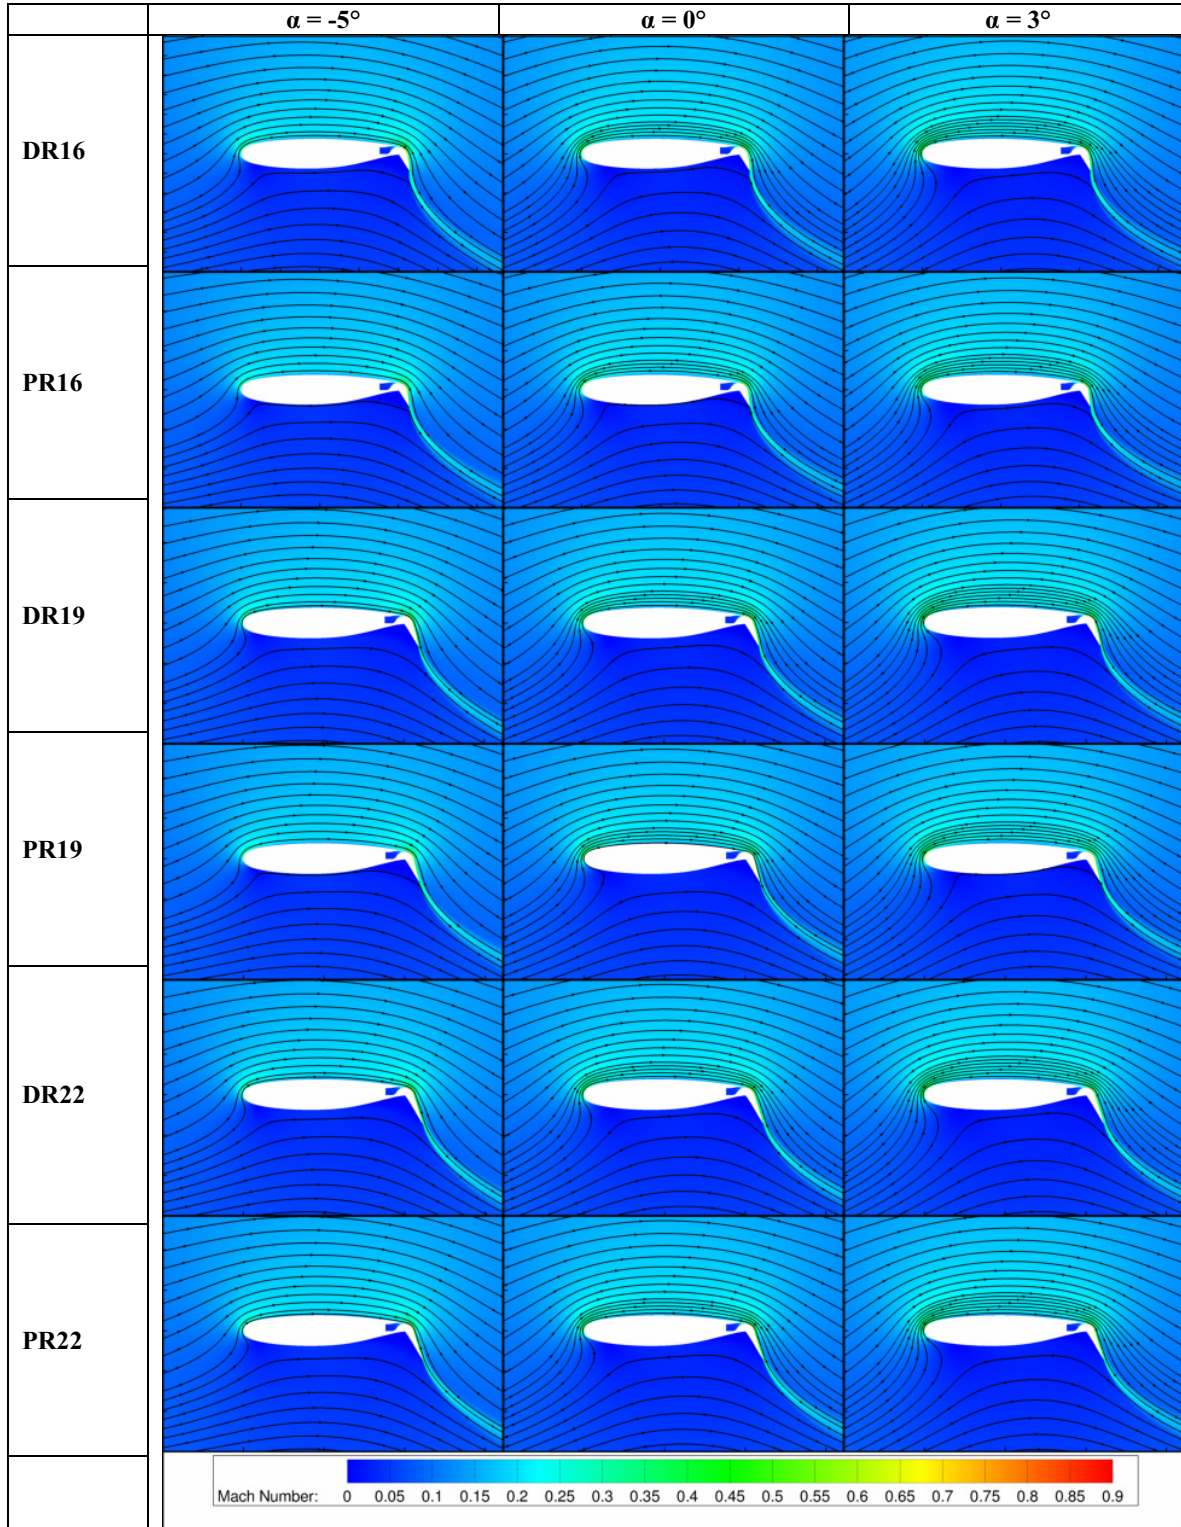 α = -5° α = 0° α = 3°
DR16
PR16
DR19
PR19
DR22
PR22
Mach Number: 0 0.05 0.1 0.15 0.2 0.25 0.3 0.35 0.4 0.45 0.5 0.55 0.6 0.65 0.7 0.75 0.8 0.85 0.9